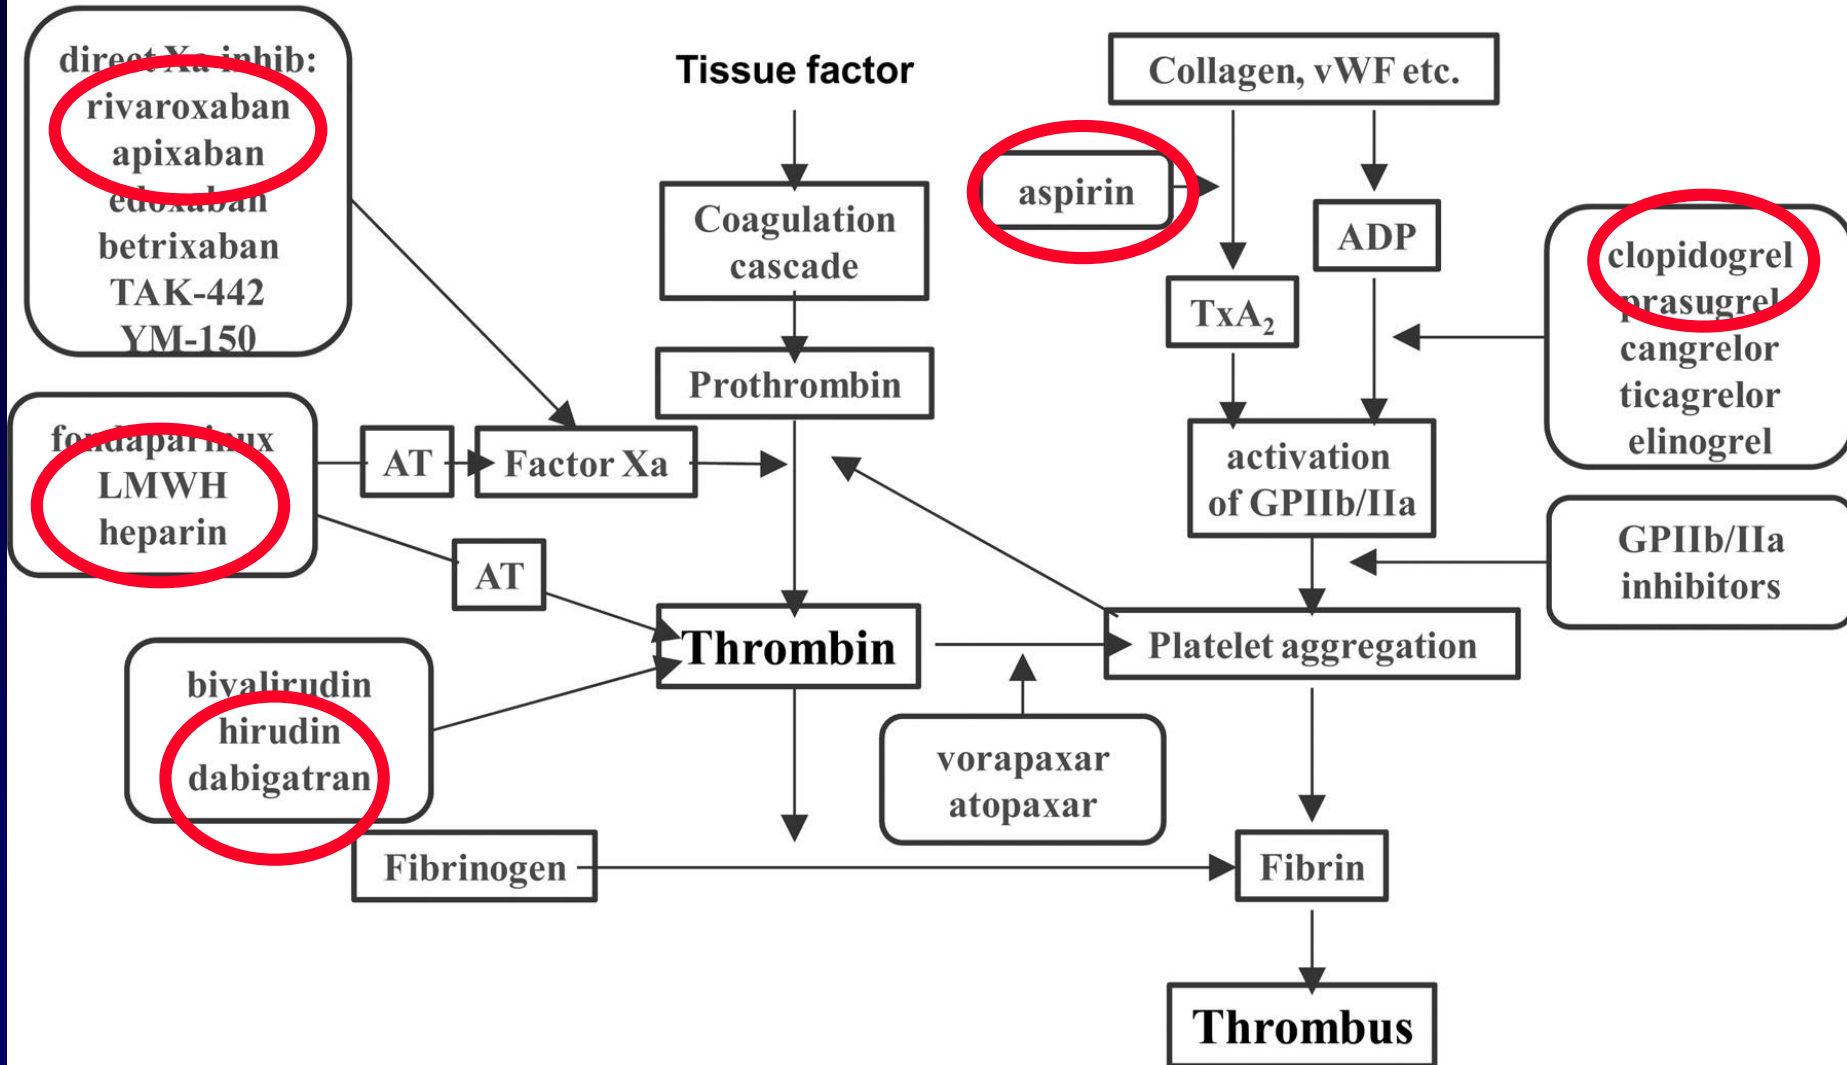 direct Xa inhib:
rivaroxaban
apixaban
edoxaban
betrixaban
TAK-442
YM-150
Tissue factor
Collagen, vWF etc.
aspirin
Coagulation
cascade
ADP
TxA₂
clopidogrel
prasugrel
cangrelor
ticagrelor
elinogrel
Prothrombin
fondaparinux
LMWH
heparin
AT
Factor Xa
activation
of GPIIb/IIa
GPIIb/IIa
inhibitors
AT
Thrombin
Platelet aggregation
bivalirudin
hirudin
dabigatran
vorapaxar
atopaxar
Fibrinogen
Fibrin
Thrombus